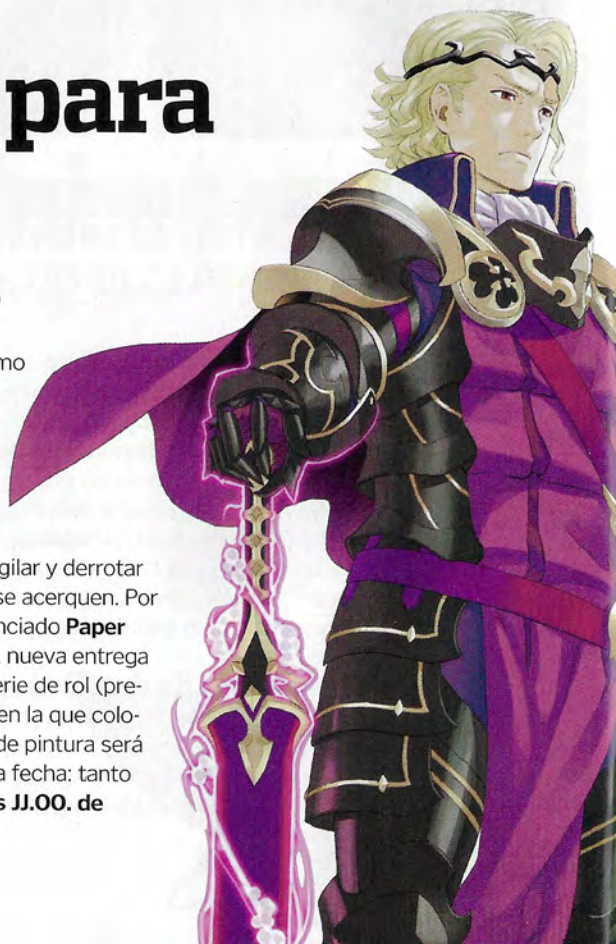 para
mo
gilar y derrotar
se acerquen. Por
nciado Paper
nueva entrega
erie de rol (pre-
en la que colo-
de pintura será
a fecha: tanto
s JJ.OO. de